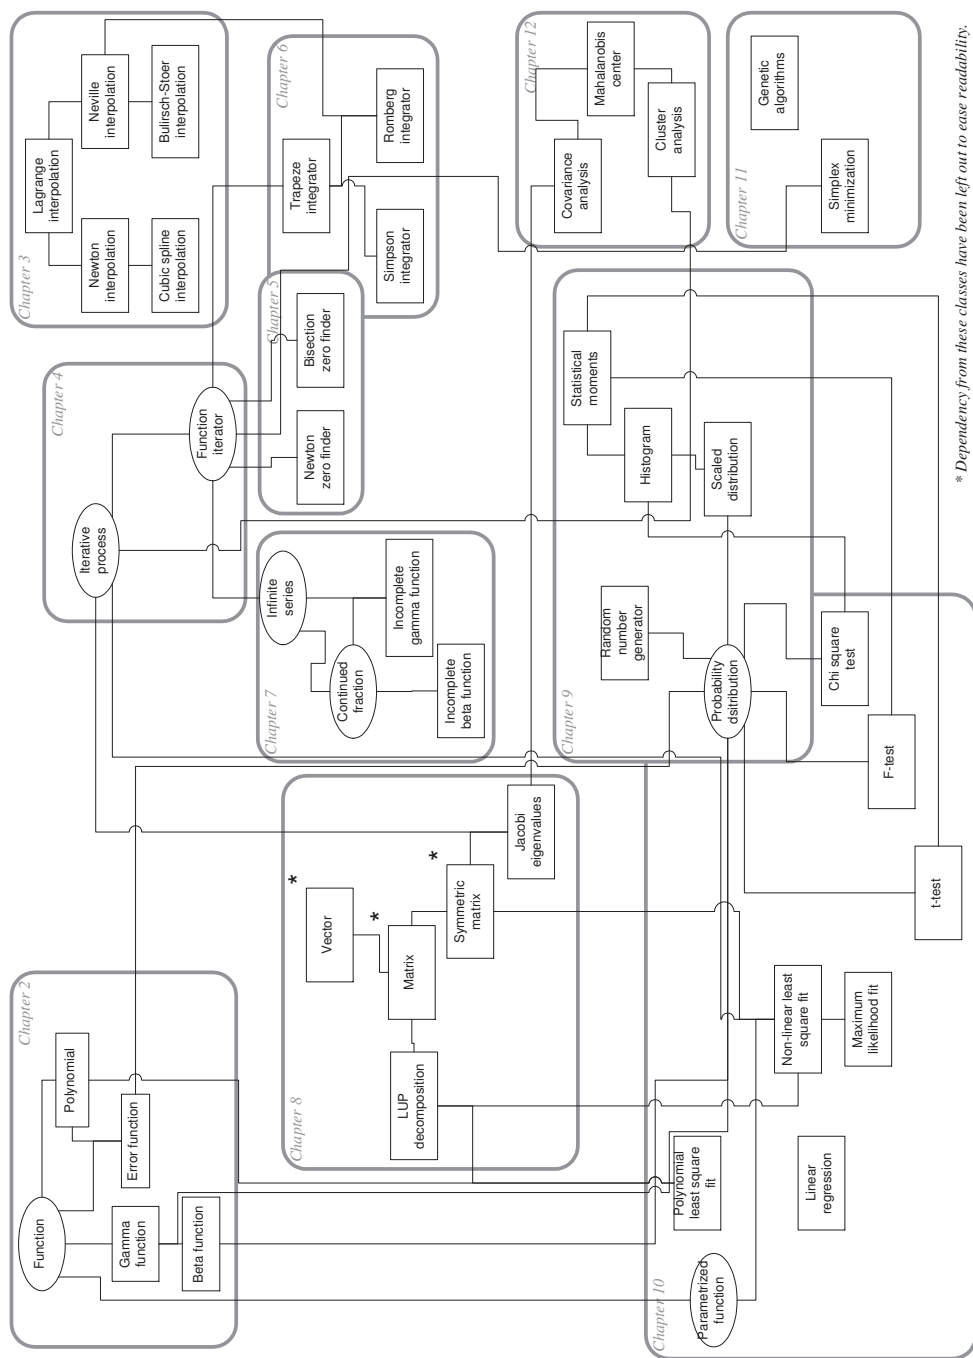 Chapter 2
Function
Polynomial
Error function
Gamma
function
Beta function
Chapter 4
Iterative
process
Function
iterator
Chapter 3
Lagrange
interpolation
Newton
interpolation
Neville
interpolation
Cubic spline
interpolation
Bulirsch-Stoer
interpolation
Chapter 8
Vector
*
Matrix
*
LUP
decomposition
Symmetric
matrix
*
Jacobi
eigenvalues
Chapter 7
Infinite
series
Continued
fraction
Incomplete
gamma function
Incomplete
beta function
Chapter 5
Newton
zero finder
Bisection
zero finder
Chapter 6
Trapeze
integrator
Simpson
integrator
Romberg
integrator
Chapter 10
Parametrized
function
Polynomial
least square
fit
Linear
regression
Non-linear least
square fit
Maximum
likelihood fit
t-test
F-test
Chi square
test
Chapter 9
Random
number
generator
Probability
dsitribution
Statistical
moments
Histogram
Scaled
distribution
Chapter 12
Covariance
analysis
Mahalanobis
center
Cluster
analysis
Chapter 11
Simplex
minimization
Genetic
algorithms
* Dependency from these classes have been left out to ease readability.